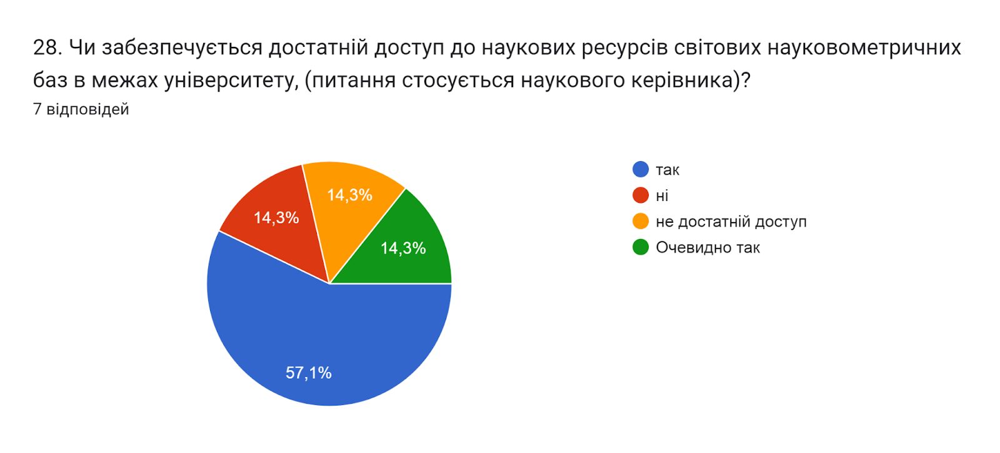 28. Чи забезпечується достатній доступ до наукових ресурсів світових науковометричних
баз в межах університету, (питання стосується наукового керівника)?
7 відповідей
14,3%
14,3%
14,3%
57,1%
так
ні
не достатній доступ
Очевидно так